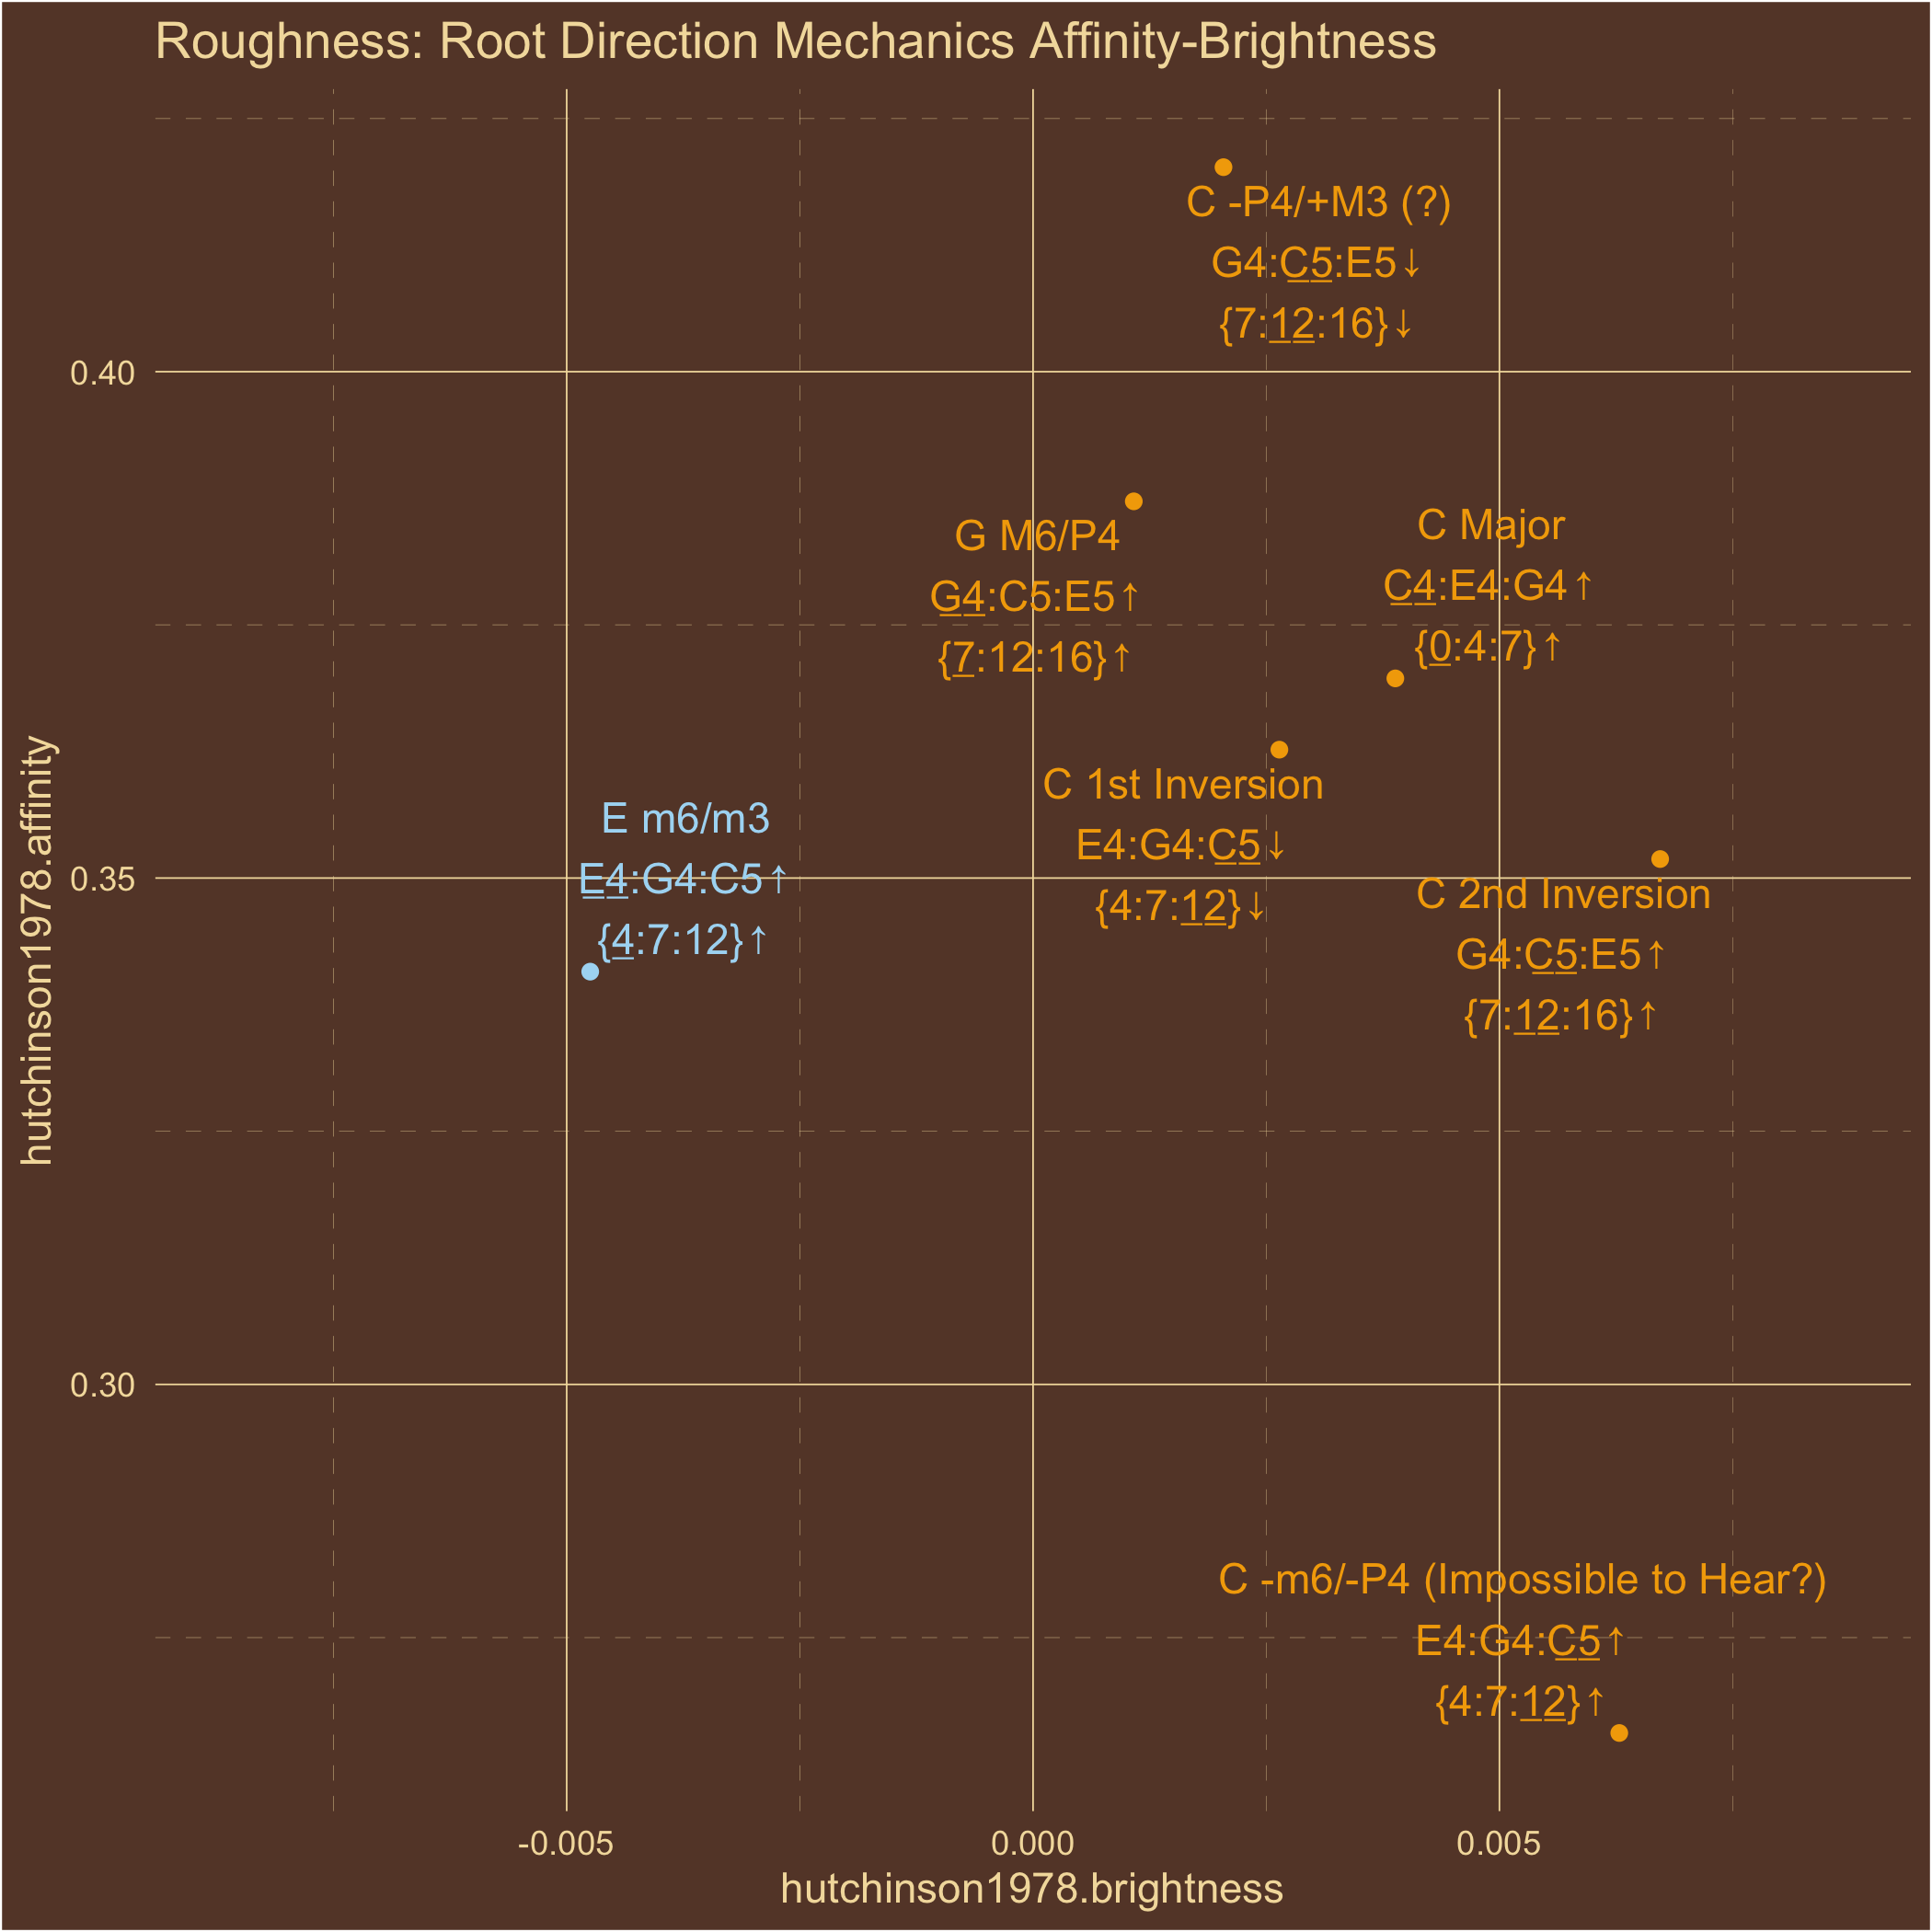 Roughness: Root Direction Mechanics Affinity-Brightness
C -P4/+M3 (?)
G4:C5:E5↓
{7:12:16}↓
0.40
G M6/P4
G4:C5:E5↑
{7:12:16}↑
C Major
C4:E4:G4↑
{0:4:7}↑
C 1st Inversion
E4:G4:C5↓
{4:7:12}↓
E m6/m3
E4:G4:C5↑
{4:7:12}↑
0.35
C 2nd Inversion
G4:C5:E5↑
{7:12:16}↑
hutchinson1978.affinity
0.30
C -m6/-P4 (Impossible to Hear?)
E4:G4:C5↑
{4:7:12}↑
-0.005
0.000
0.005
hutchinson1978.brightness